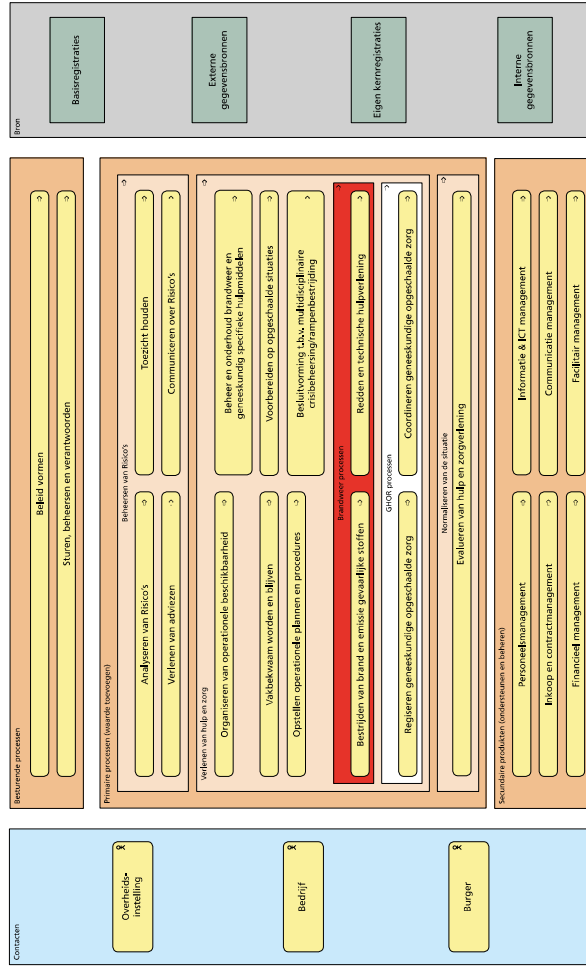 Contacten
Overheids-
instelling
Bedrijf
Burger
Besturende processen
Beleid vormen
Sturen, beheersen en verantwoorden
Primaire processen (waarde toevoegen)
Beheersen van Risico's
Analyseren van Risico's
Toezicht houden
Verlenen van adviezen
Communiceren over Risico's
Verlenen van hulp en zorg
Organiseren van operationele beschikbaarheid
Beheer en onderhoud brandweer en
geneeskundig specifieke hulpmiddelen
Vakbekwaam worden en blijven
Voorbereiden op opgeschaalde situaties
Opstellen operationele plannen en procedures
Besluitvorming t.b.v. multidisciplinaire
crisibeheersing/rampenbestrijding
Brandweer processen
Bestrijden van brand en emissie gevaarlijke stoffen
Redden en technische hulpverlening
GHOR processen
Regiseren geneeskundige opgeschaalde zorg
Coordineren geneeskundige opgeschaalde zorg
Normaliseren van de situatie
Evalueren van hulp en zorgverlening
Secundaire produkten (ondersteunen en beheren)
Personeelsmanagement
Informatie & ICT management
Inkoop en contractmanagement
Communicatie management
Financieel management
Facilitair management
Bron
Basisregistraties
Externe
gegevensbronnen
Eigen kernregistraties
Interne
gegevensbronnen